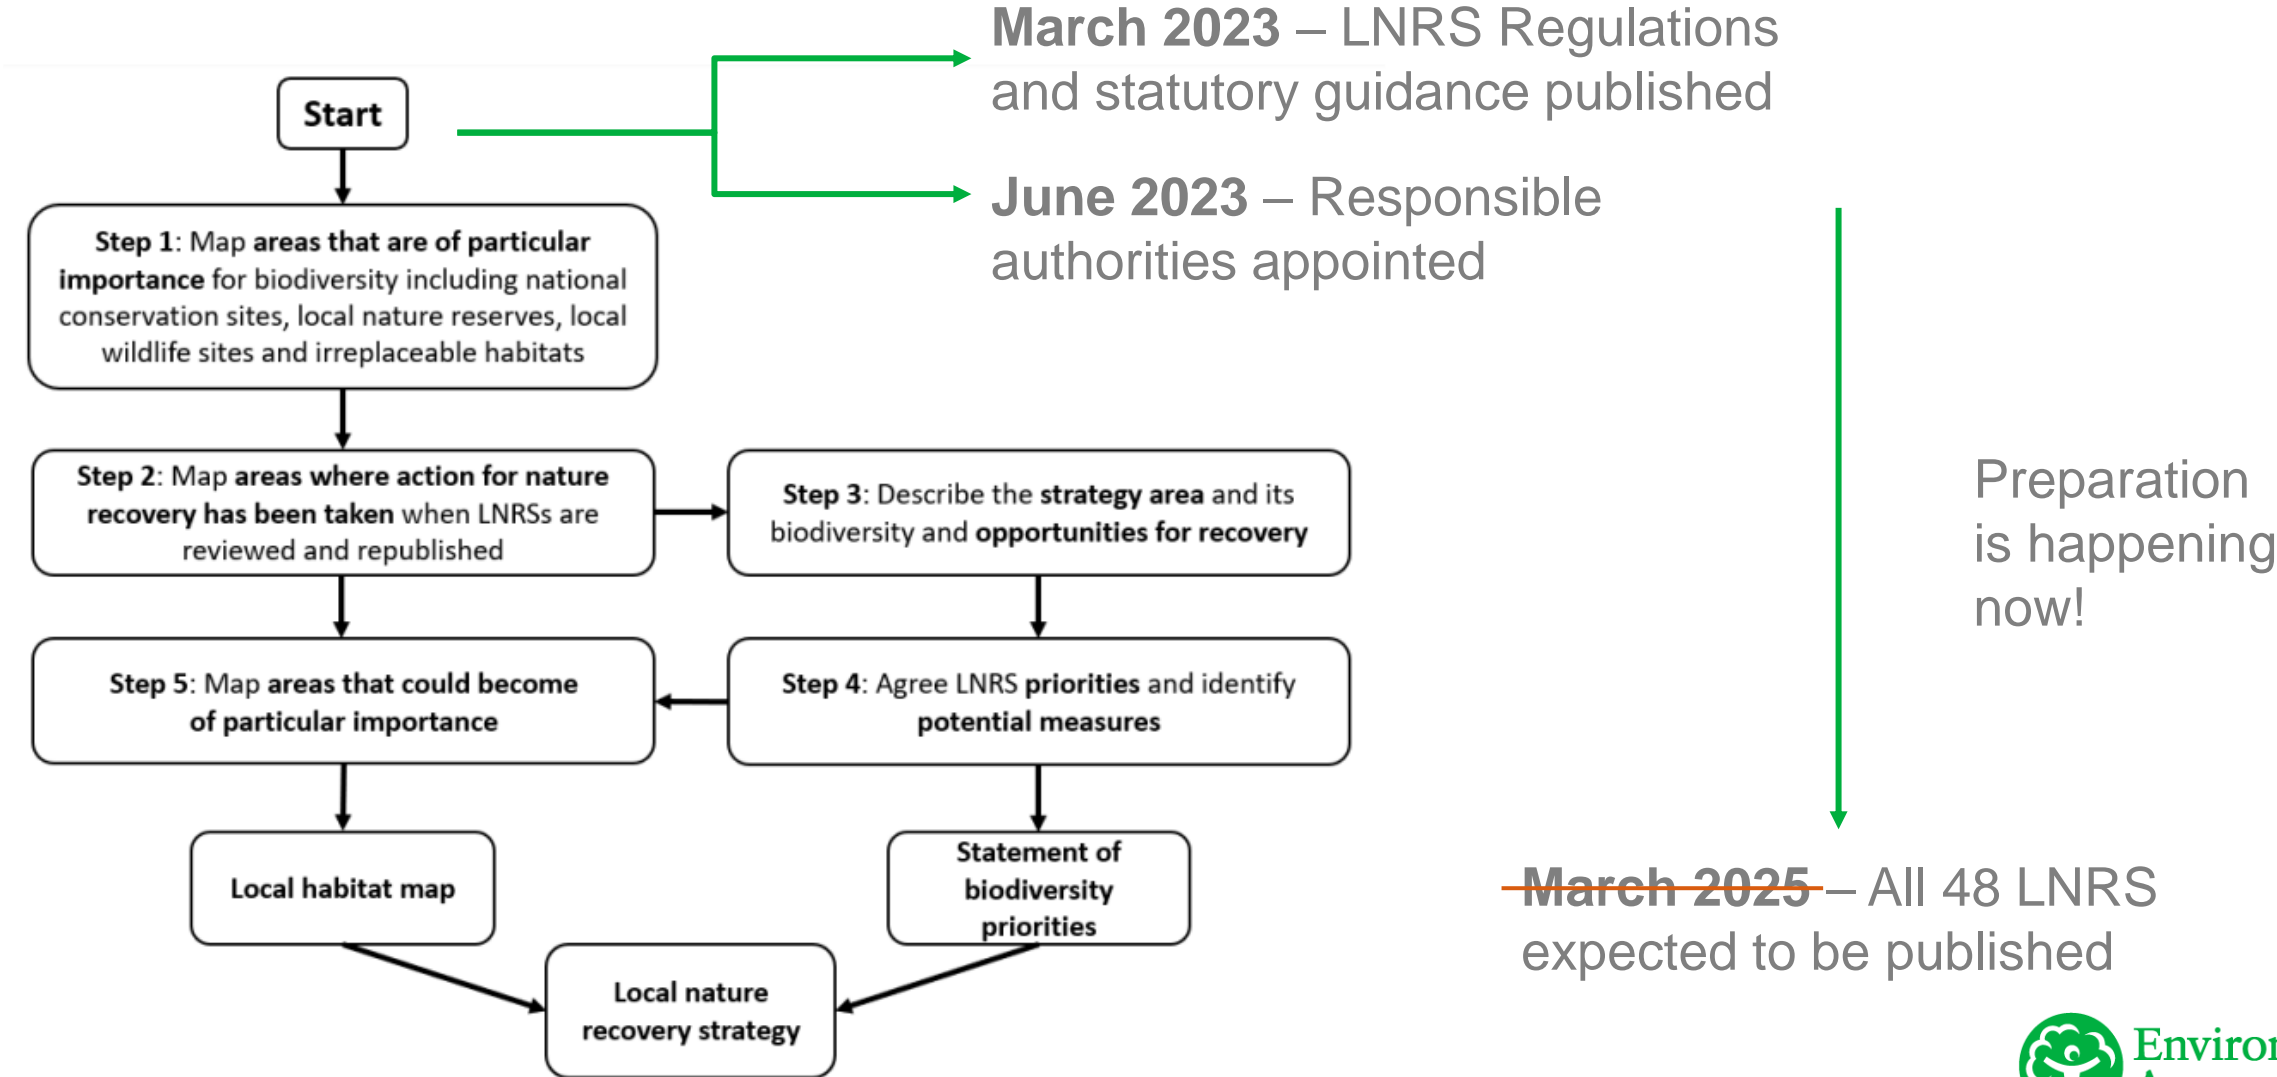 March 2023 – LNRS Regulations
and statutory guidance published
June 2023 – Responsible
authorities appointed
Start
Step 1: Map areas that are of particular
importance for biodiversity including national
conservation sites, local nature reserves, local
wildlife sites and irreplaceable habitats
Step 2: Map areas where action for nature
recovery has been taken when LNRSs are
reviewed and republished
Step 3: Describe the strategy area and its
biodiversity and opportunities for recovery
Step 4: Agree LNRS priorities and identify
potential measures
Step 5: Map areas that could become
of particular importance
Local habitat map
Statement of
biodiversity
priorities
Local nature
recovery strategy
Preparation
is happening
now!
March 2025 – All 48 LNRS
expected to be published